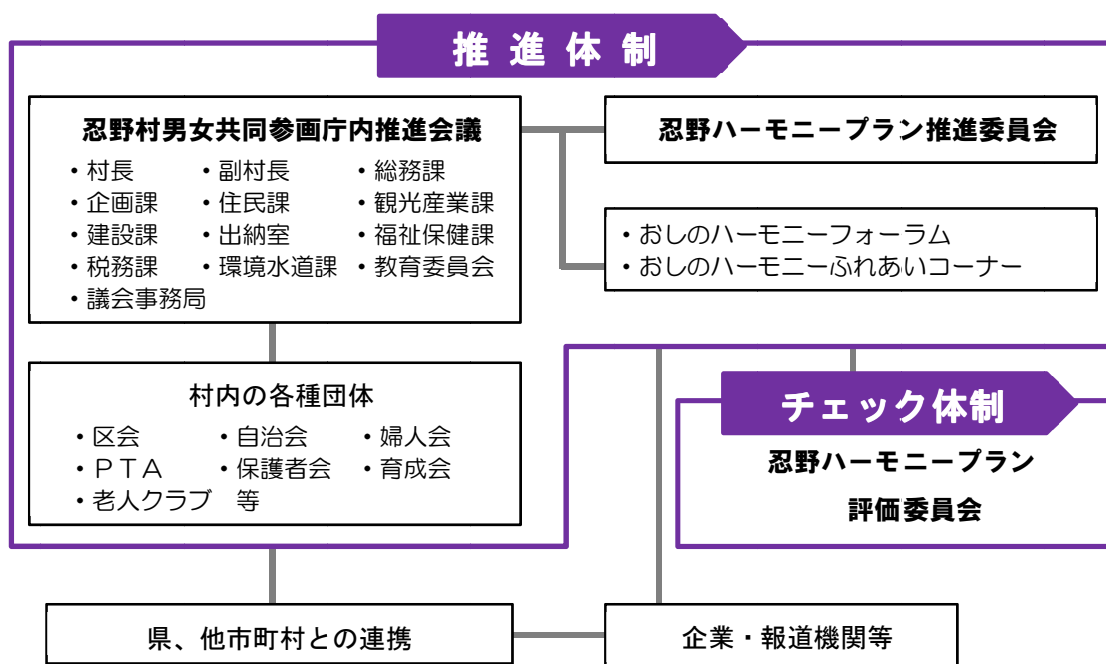 推進体制
忍野村男女共同参画庁内推進会議
・村長 ・副村長 ・総務課
・企画課 ・住民課 ・観光産業課
・建設課 ・出納室 ・福祉保健課
・税務課 ・環境水道課 ・教育委員会
・議会事務局
忍野ハーモニープラン推進委員会
・おしのハーモニーフォーラム
・おしのハーモニーふれあいコーナー
村内の各種団体
・区会 ・自治会 ・婦人会
・ＰＴＡ ・保護者会 ・育成会
・老人クラブ 等
チェック体制
忍野ハーモニープラン
評価委員会
県、他市町村との連携
企業・報道機関等